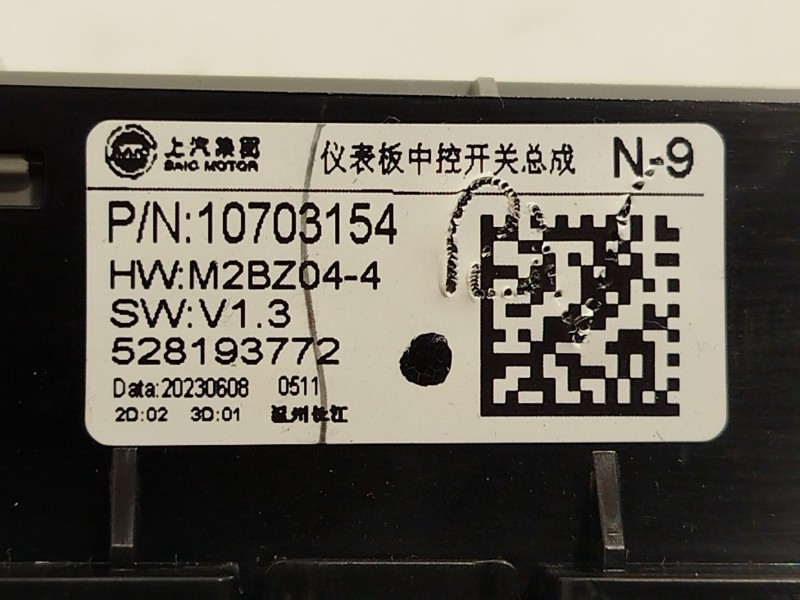 上汽集团
SAIC MOTOR
仪表板中控开关总成 N-9
P/N:10703154
HW:M2BZ04-4
SW:V1.3
528193772
Data:20230608 0511
2D:02 3D:01 温州长江